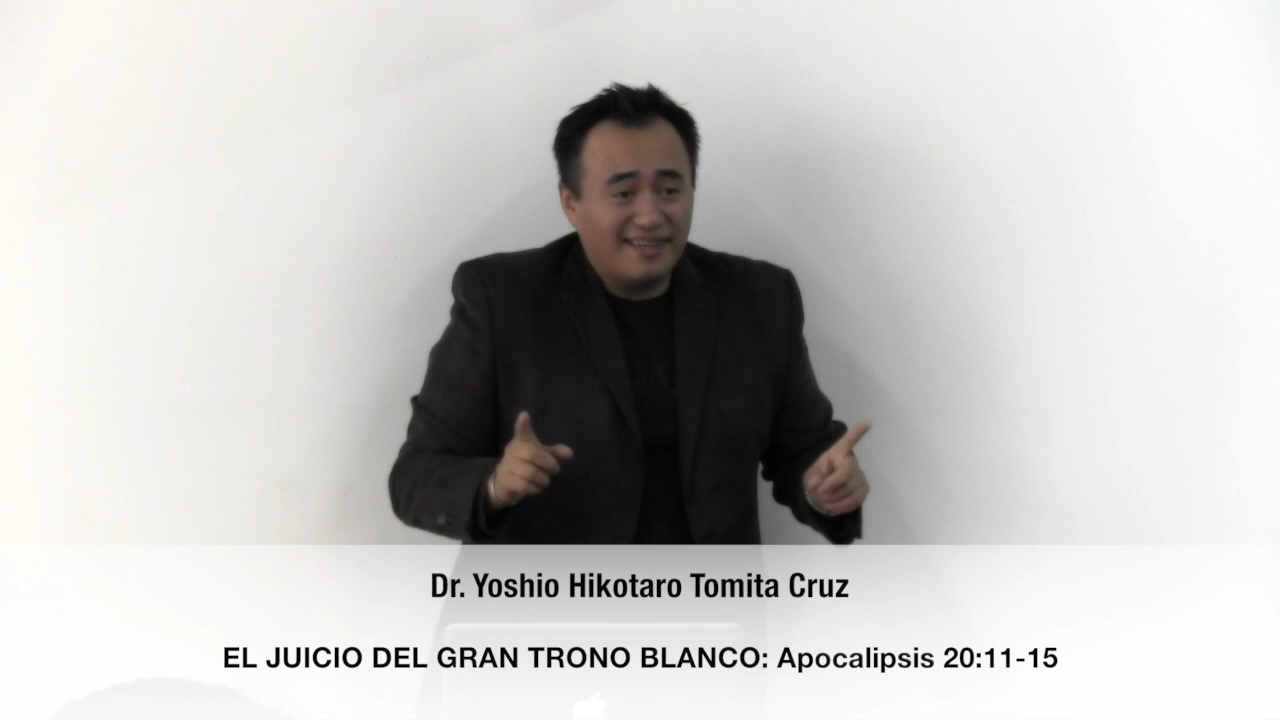 Dr. Yoshio Hikotaro Tomita Cruz
EL JUICIO DEL GRAN TRONO BLANCO: Apocalipsis 20:11-15